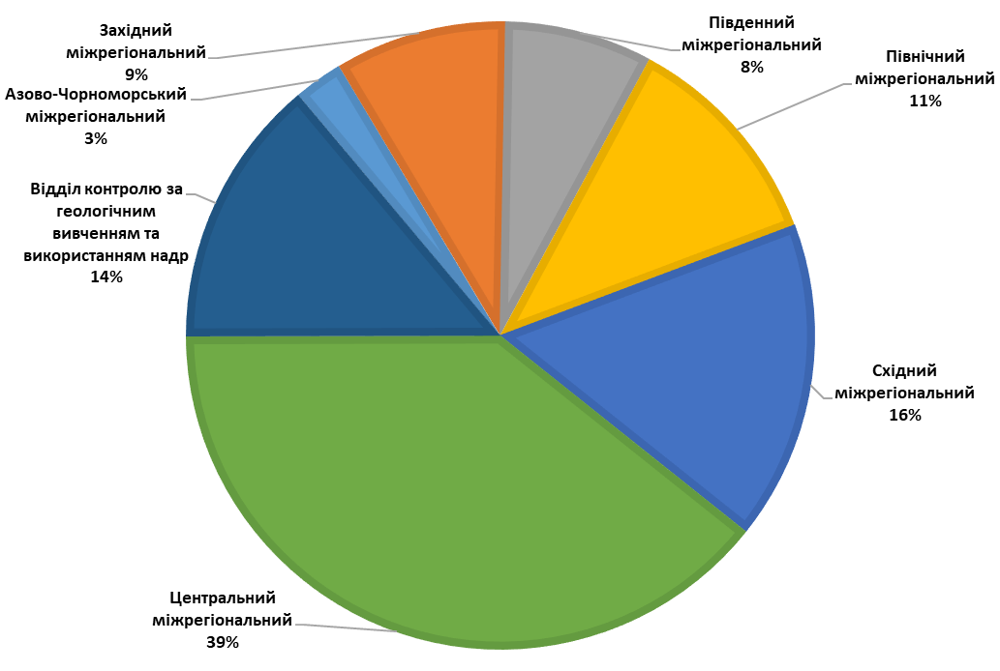 Західний
міжрегіональний
9%
Південний
міжрегіональний
8%
Північний
міжрегіональний
11%
Азово-Чорноморський
міжрегіональний
3%
Відділ контролю за
геологічним
вивченням та
використанням надр
14%
Східний
міжрегіональний
16%
Центральний
міжрегіональний
39%